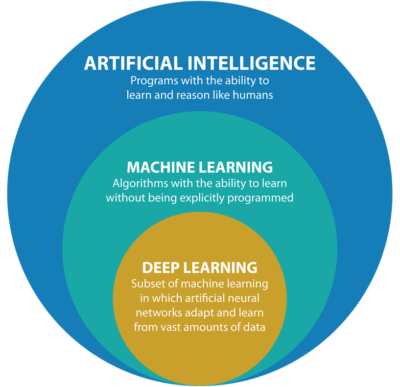 ARTIFICIAL INTELLIGENCE
Programs with the ability to
learn and reason like humans
MACHINE LEARNING
Algorithms with the ability to learn
without being explicitly programmed
DEEP LEARNING
Subset of machine learning
in which artificial neural
networks adapt and learn
from vast amounts of data